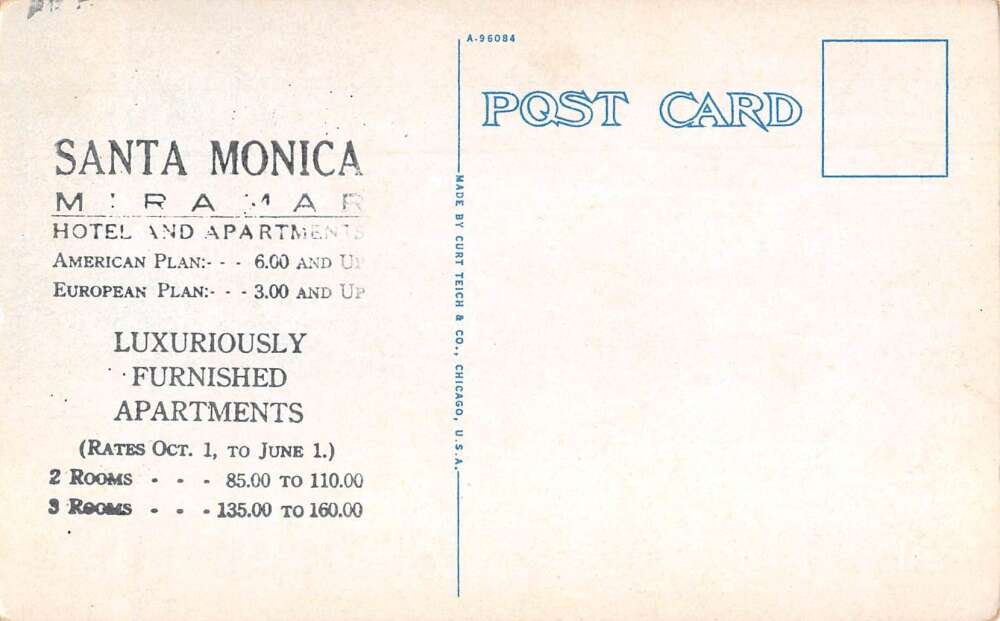 A-96084
POST CARD
SANTA MONICA
MIRAMAR
HOTEL AND APARTMENTS
AMERICAN PLAN:- - - 6.00 AND UP
EUROPEAN PLAN:- - - 3.00 AND UP
LUXURIOUSLY
FURNISHED
APARTMENTS
(RATES OCT. 1, TO JUNE 1.)
2 ROOMS - - - 85.00 TO 110.00
3 ROOMS - - - 135.00 TO 160.00
MADE BY CURT TEICH & CO., CHICAGO, U.S.A.